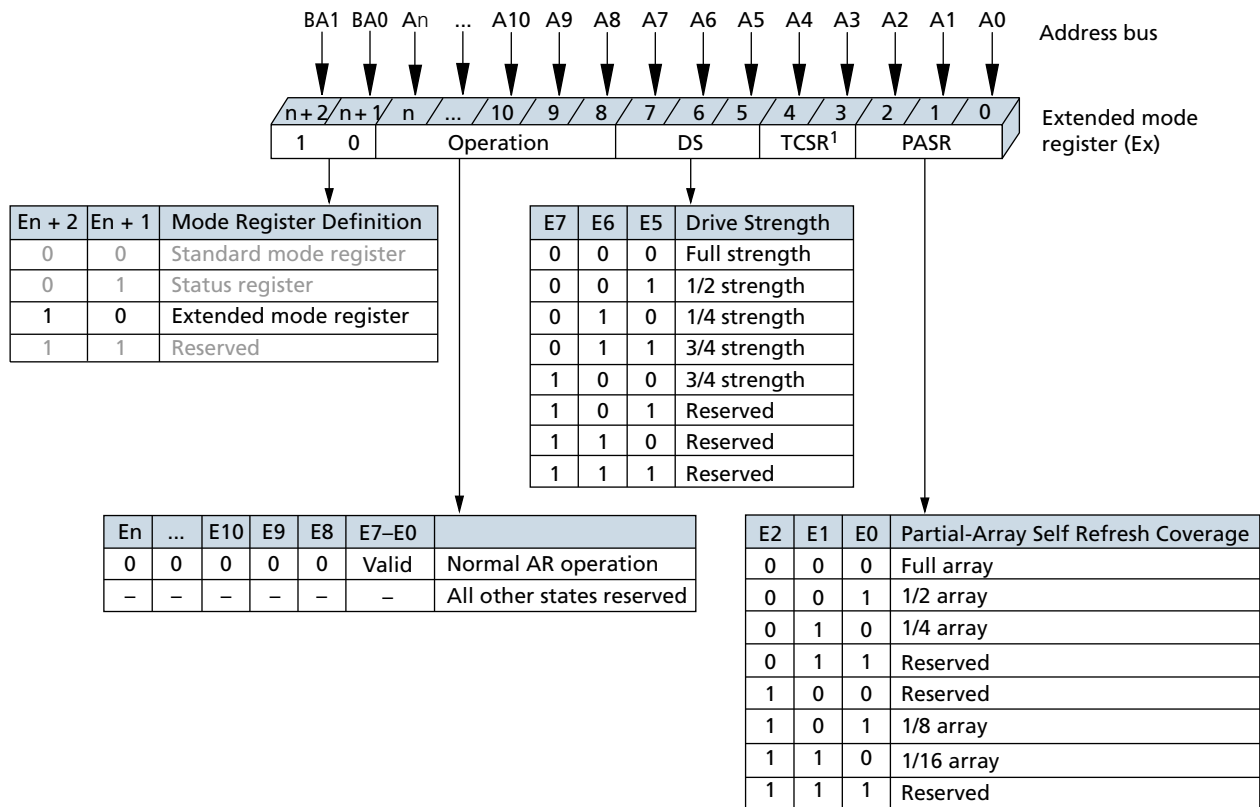 BA1 BA0 An ... A10 A9 A8 A7 A6 A5 A4 A3 A2 A1 A0 Address bus
n + 2 n + 1 n ... 10 9 8 7 6 5 4 3 2 1 0 Extended mode
register (Ex)
1 0 Operation DS TCSR1 PASR
En + 2 En + 1 Mode Register Definition
0 0 Standard mode register
0 1 Status register
1 0 Extended mode register
1 1 Reserved
E7 E6 E5 Drive Strength
0 0 0 Full strength
0 0 1 1/2 strength
0 1 0 1/4 strength
0 1 1 3/4 strength
1 0 0 3/4 strength
1 0 1 Reserved
1 1 0 Reserved
1 1 1 Reserved
En ... E10 E9 E8 E7–E0
0 0 0 0 0 Valid Normal AR operation
– – – – – – All other states reserved
E2 E1 E0 Partial-Array Self Refresh Coverage
0 0 0 Full array
0 0 1 1/2 array
0 1 0 1/4 array
0 1 1 Reserved
1 0 0 Reserved
1 0 1 1/8 array
1 1 0 1/16 array
1 1 1 Reserved